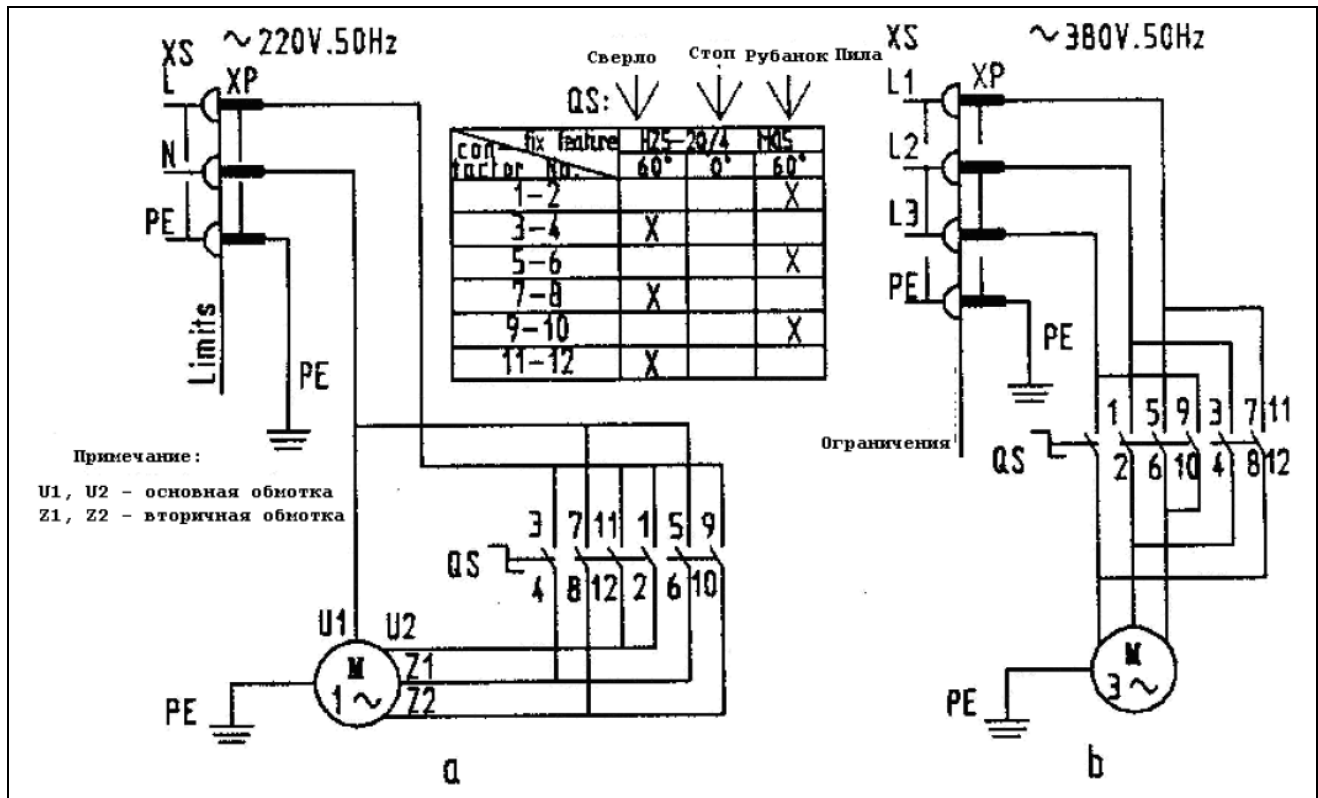 XS ~220V.50Hz
L XP
N
PE
Limits
PE
Примечание:
U1, U2 - основная обмотка
Z1, Z2 - вторичная обмотка
Сверло Стоп Рубанок Пила
QS:
fix feature HZ5-20/4 M05
contactor No. 60° 0° 60°
1-2 X
3-4 X
5-6 X
7-8 X
9-10 X
11-12 X
3 7 11 1 5 9
QS
4 8 12 2 6 10
U1 U2
M Z1
1~ Z2
PE
a
XS ~380V.50Hz
L1 XP
L2
L3
PE
PE
Ограничения
1 5 9 3 7 11
QS
2 6 10 4 8 12
M
3~
PE
b